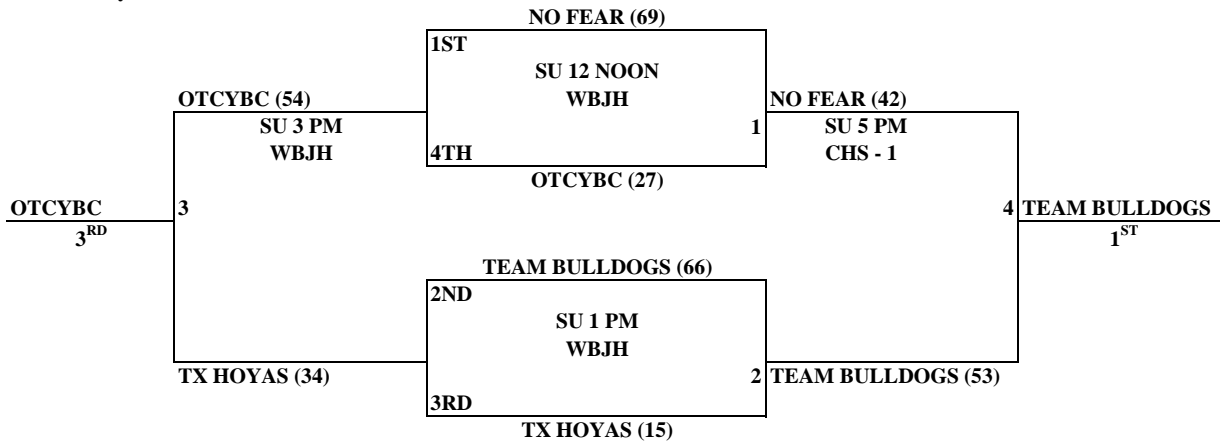 NO FEAR (69)
1ST
SU 12 NOON
WBJH
OTCYBC (54)
NO FEAR (42)
SU 3 PM
WBJH
1
SU 5 PM
CHS - 1
4TH
OTCYBC (27)
OTCYBC
3
3RD
4
TEAM BULLDOGS
1ST
TEAM BULLDOGS (66)
2ND
SU 1 PM
WBJH
TX HOYAS (34)
2
TEAM BULLDOGS (53)
3RD
TX HOYAS (15)